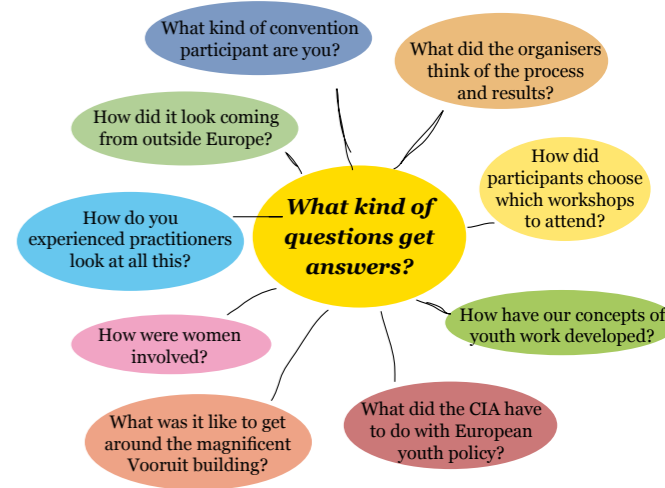 What kind of convention
participant are you?
What did the organisers
think of the process
and results?
How did it look coming
from outside Europe?
How did
participants choose
which workshops
to attend?
What kind of
questions get
answers?
How do you
experienced practitioners
look at all this?
How have our concepts of
youth work developed?
How were women
involved?
What did the CIA have
to do with European
youth policy?
What was it like to get
around the magnificent
Vooruit building?